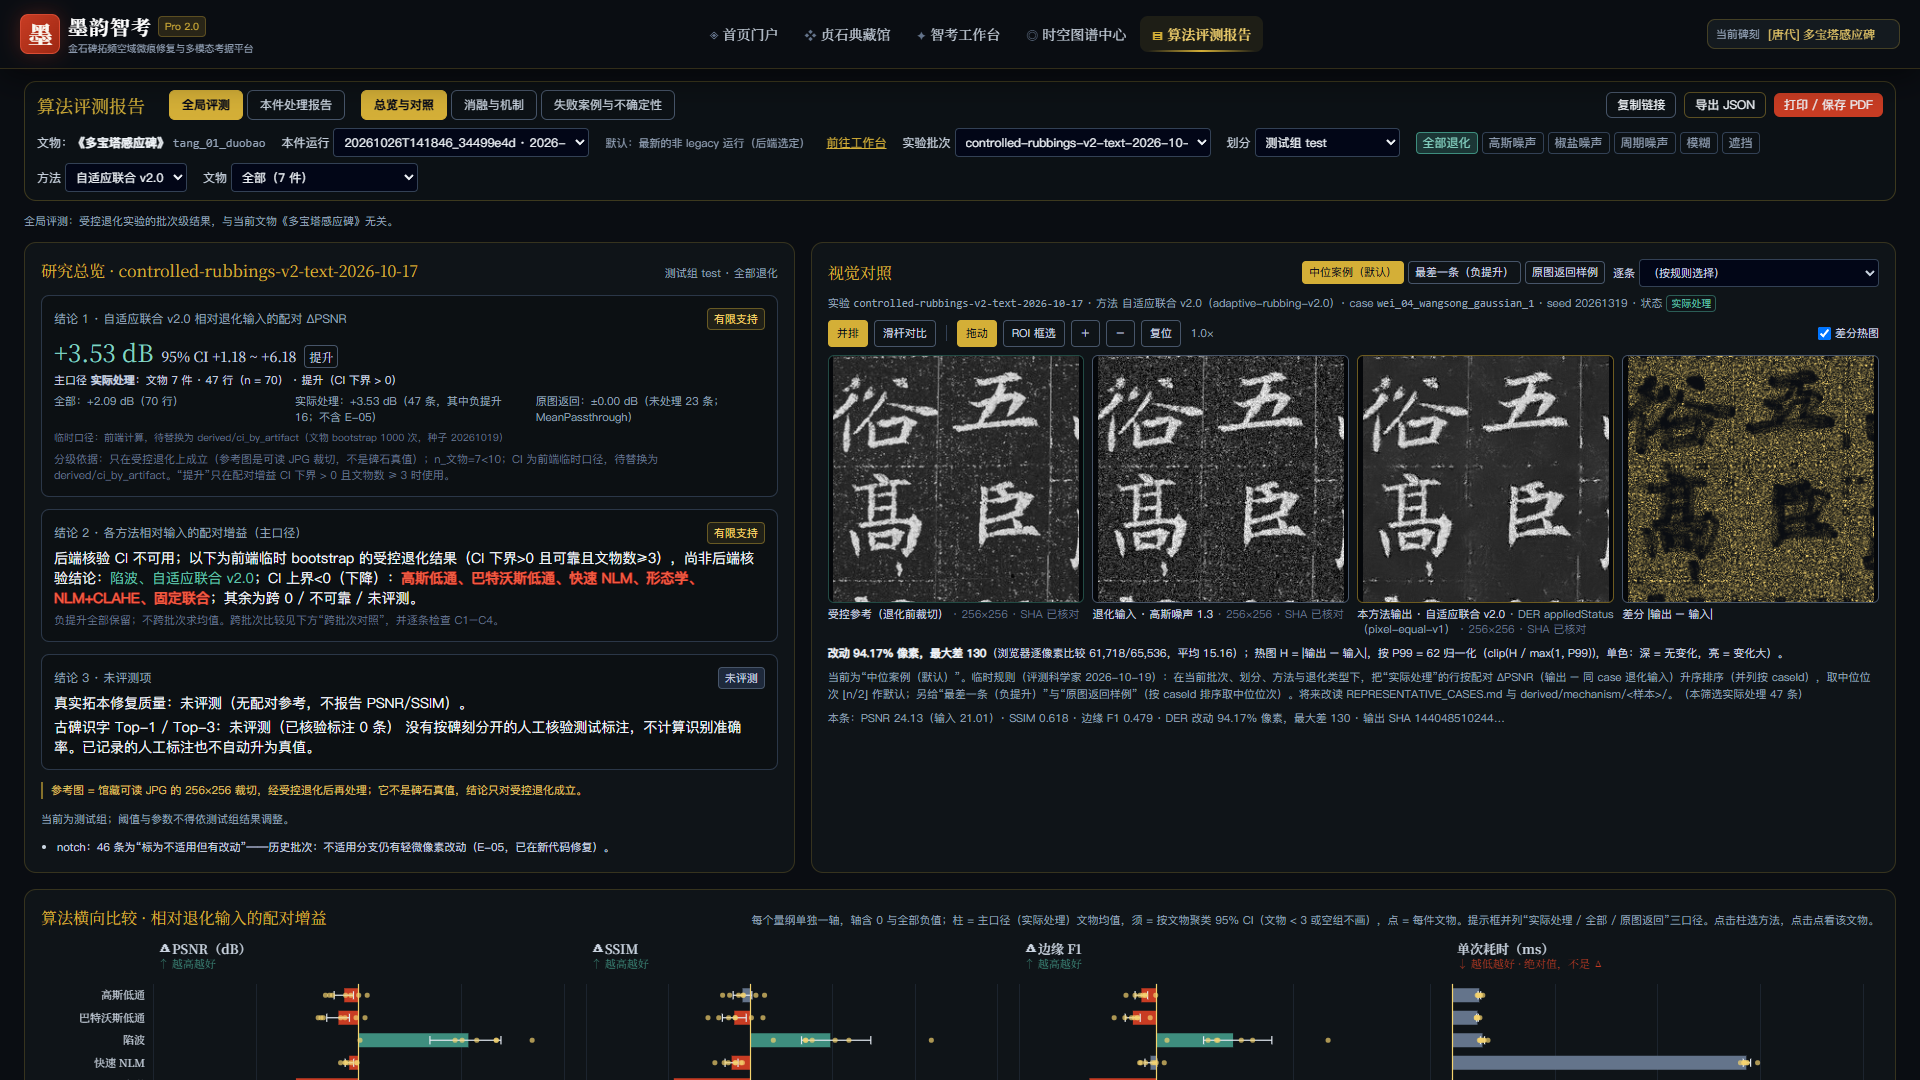 墨 墨韵智考 Pro 2.0
金石碑拓频空域微痕修复与多模态考据平台
首页门户 贞石典藏馆 智考工作台 时空图谱中心 算法评测报告
当前碑刻 [唐代] 多宝塔感应碑
算法评测报告 全局评测 本件处理报告 总览与对照 消融与机制 失败案例与不确定性 复制链接 导出 JSON 打印 / 保存 PDF
文物: 《多宝塔感应碑》 tang_01_duobao 本件运行 20261026T141846_34499e4d · 2026- 默认：最新的非 legacy 运行（后端选定） 前往工作台 实验批次 controlled-rubbings-v2-text-2026-10- 划分 测试组 test 全部退化 高斯噪声 椒盐噪声 周期噪声 模糊 遮挡
方法 自适应联合 v2.0 文物 全部（7 件）
全局评测：受控退化实验的批次级结果，与当前文物《多宝塔感应碑》无关。
研究总览 · controlled-rubbings-v2-text-2026-10-17 测试组 test · 全部退化
结论 1 · 自适应联合 v2.0 相对退化输入的配对 ΔPSNR 有限支持
+3.53 dB 95% CI +1.18 ~ +6.18 提升
主口径 实际处理：文物 7 件 · 47 行（n = 70） · 提升（CI 下界 > 0）
全部：+2.09 dB（70 行） 实际处理：+3.53 dB（47 条，其中负提升 16；不含 E-05） 原图返回：±0.00 dB（未处理 23 条；MeanPassthrough）
临时口径：前端计算，待替换为 derived/ci_by_artifact（文物 bootstrap 1000 次，种子 20261019）
分级依据：只在受控退化上成立（参考图是可读 JPG 裁切，不是碑石真值）；n_文物=7<10；CI 为前端临时口径，待替换为
derived/ci_by_artifact。“提升”只在配对增益 CI 下界 > 0 且文物数 ≥ 3 时使用。
结论 2 · 各方法相对输入的配对增益（主口径） 有限支持
后端核验 CI 不可用；以下为前端临时 bootstrap 的受控退化结果（CI 下界>0 且可靠且文物数≥3），尚非后端核
验结论：陷波、自适应联合 v2.0；CI 上界<0（下降）：高斯低通、巴特沃斯低通、快速 NLM、形态学、
NLM+CLAHE、固定联合；其余为跨 0 / 不可靠 / 未评测。
负提升全部保留；不跨批次求均值。跨批次比较见下方“跨批次对照”，并逐条检查 C1—C4。
结论 3 · 未评测项 未评测
真实拓本修复质量：未评测（无配对参考，不报告 PSNR/SSIM）。
古碑识字 Top-1 / Top-3：未评测（已核验标注 0 条） 没有按碑刻分开的人工核验测试标注，不计算识别准确
率。已记录的人工标注也不自动升为真值。
参考图 = 馆藏可读 JPG 的 256×256 裁切，经受控退化后再处理；它不是碑石真值，结论只对受控退化成立。
当前为测试组；阈值与参数不得依测试组结果调整。
• notch：46 条为“标为不适用但有改动”——历史批次：不适用分支仍有轻微像素改动（E-05，已在新代码修复）。
视觉对照 中位案例（默认） 最差一条（负提升） 原图返回样例 逐条 （按规则选择）
实验 controlled-rubbings-v2-text-2026-10-17 · 方法 自适应联合 v2.0（adaptive-rubbing-v2.0） · case wei_04_wangsong_gaussian_1 · seed 20261319 · 状态 实际处理
并排 滑杆对比 拖动 ROI 框选 + − 复位 1.0× 差分热图
俗 五 高 臣
俗 五 高 臣
俗 五 高 臣
俗 五 高 臣
受控参考（退化前裁切） · 256×256 · SHA 已核对
退化输入 · 高斯噪声 1.3 · 256×256 · SHA 已核对
本方法输出 · 自适应联合 v2.0 · DER appliedStatus
（pixel-equal-v1） · 256×256 · SHA 已核对
差分 |输出 − 输入|
改动 94.17% 像素，最大差 130（浏览器逐像素比较 61,718/65,536，平均 15.16）；热图 H = |输出 − 输入|，按 P99 = 62 归一化（clip(H / max(1, P99))，单色：深 = 无变化，亮 = 变化大）。
当前为“中位案例（默认）”。临时规则（评测科学家 2026-10-19）：在当前批次、划分、方法与退化类型下，把“实际处理”的行按配对 ΔPSNR（输出 − 同 case 退化输入）升序排序（并列按 caseId），取中位位
次 ⌊n/2⌋ 作默认；另给“最差一条（负提升）”与“原图返回样例”（按 caseId 排序取中位位次）。将来改读 REPRESENTATIVE_CASES.md 与 derived/mechanism/<样本>/。（本筛选实际处理 47 条）
本条：PSNR 24.13（输入 21.01） · SSIM 0.618 · 边缘 F1 0.479 · DER 改动 94.17% 像素，最大差 130 · 输出 SHA 144048510244…
算法横向比较 · 相对退化输入的配对增益
每个量纲单独一轴，轴含 0 与全部负值；柱 = 主口径（实际处理）文物均值，须 = 按文物聚类 95% CI（文物 < 3 或空组不画），点 = 每件文物。提示框并列“实际处理 / 全部 / 原图返回”三口径。点击柱选方法，点击点看该文物。
ΔPSNR（dB） ΔSSIM Δ边缘 F1 单次耗时（ms）
↑ 越高越好 ↑ 越高越好 ↑ 越高越好 ↓ 越低越好 · 绝对值，不是 Δ
高斯低通
巴特沃斯低通
陷波
快速 NLM